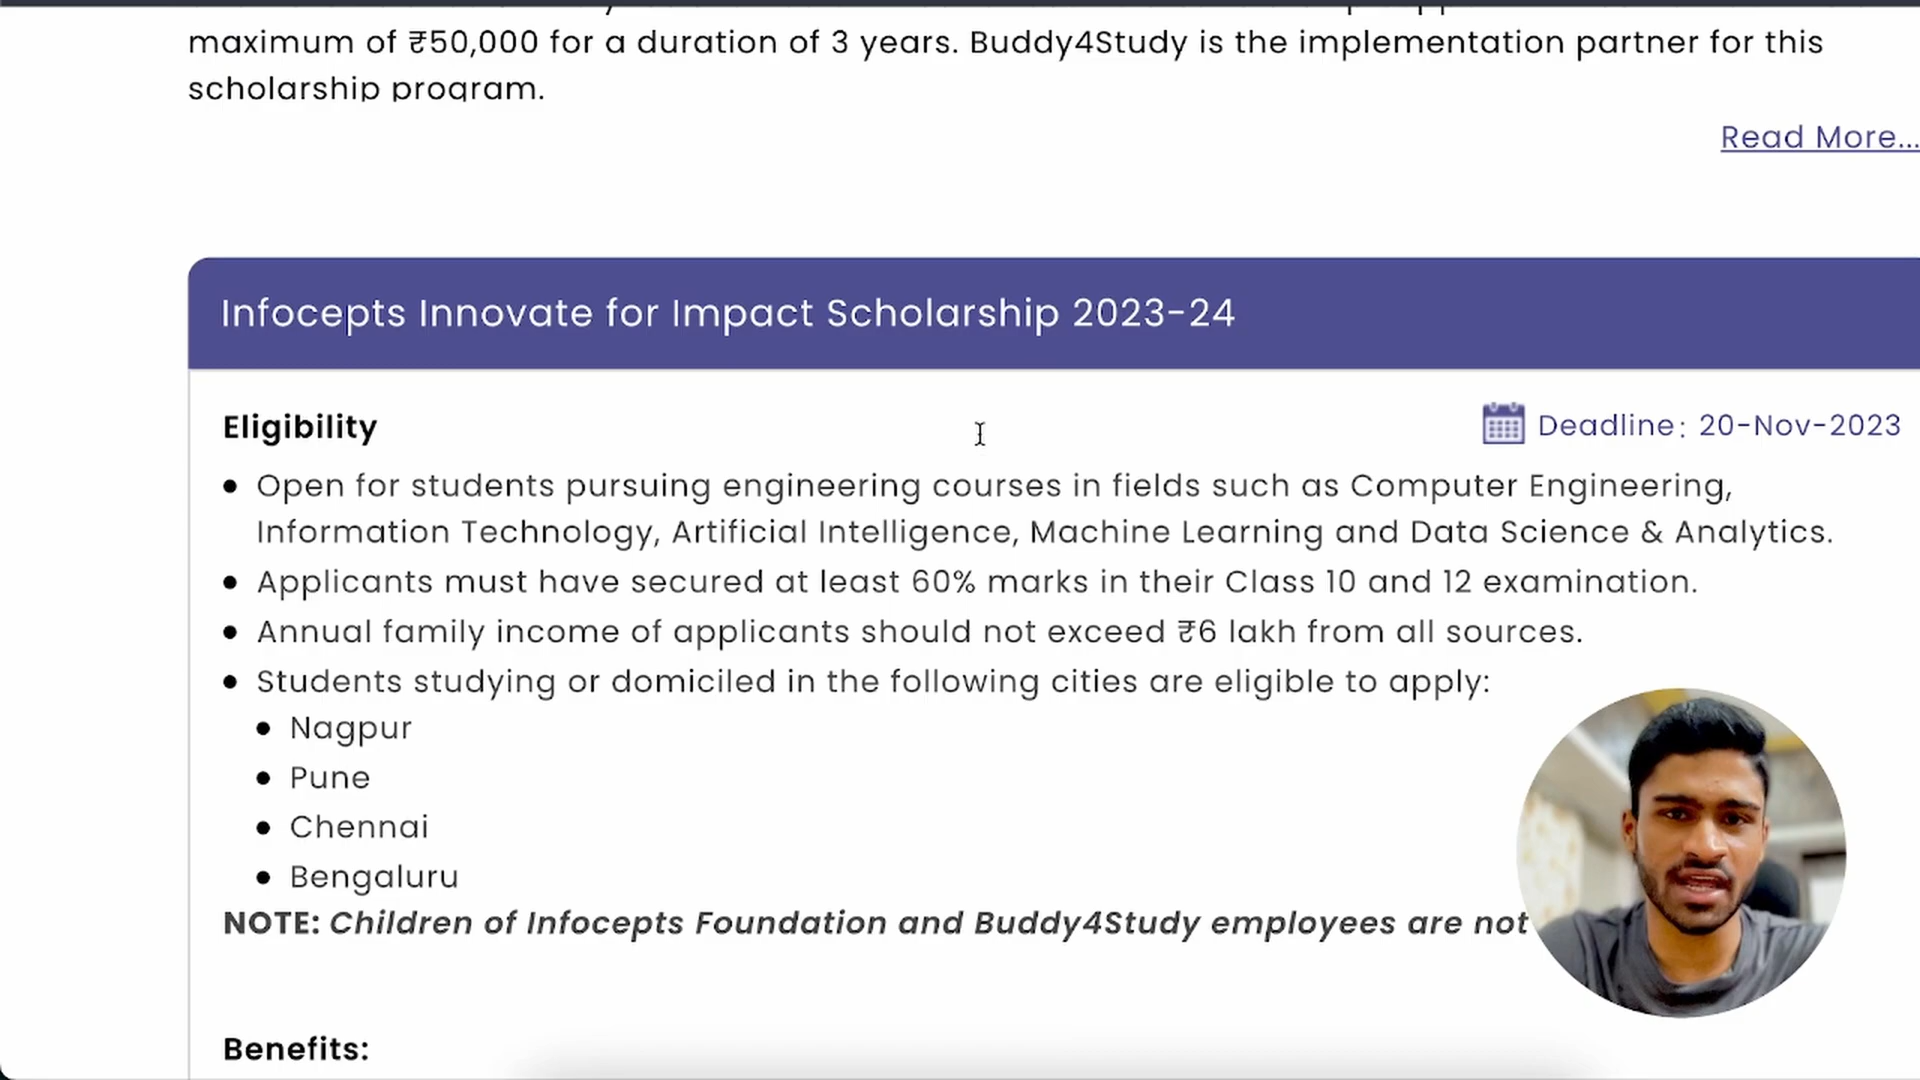 maximum of ₹50,000 for a duration of 3 years. Buddy4Study is the implementation partner for this
scholarship program.
Read More...
Infocepts Innovate for Impact Scholarship 2023-24
Eligibility
Deadline: 20-Nov-2023
Open for students pursuing engineering courses in fields such as Computer Engineering,
Information Technology, Artificial Intelligence, Machine Learning and Data Science & Analytics.
Applicants must have secured at least 60% marks in their Class 10 and 12 examination.
Annual family income of applicants should not exceed ₹6 lakh from all sources.
Students studying or domiciled in the following cities are eligible to apply:
Nagpur
Pune
Chennai
Bengaluru
NOTE: Children of Infocepts Foundation and Buddy4Study employees are not
Benefits: